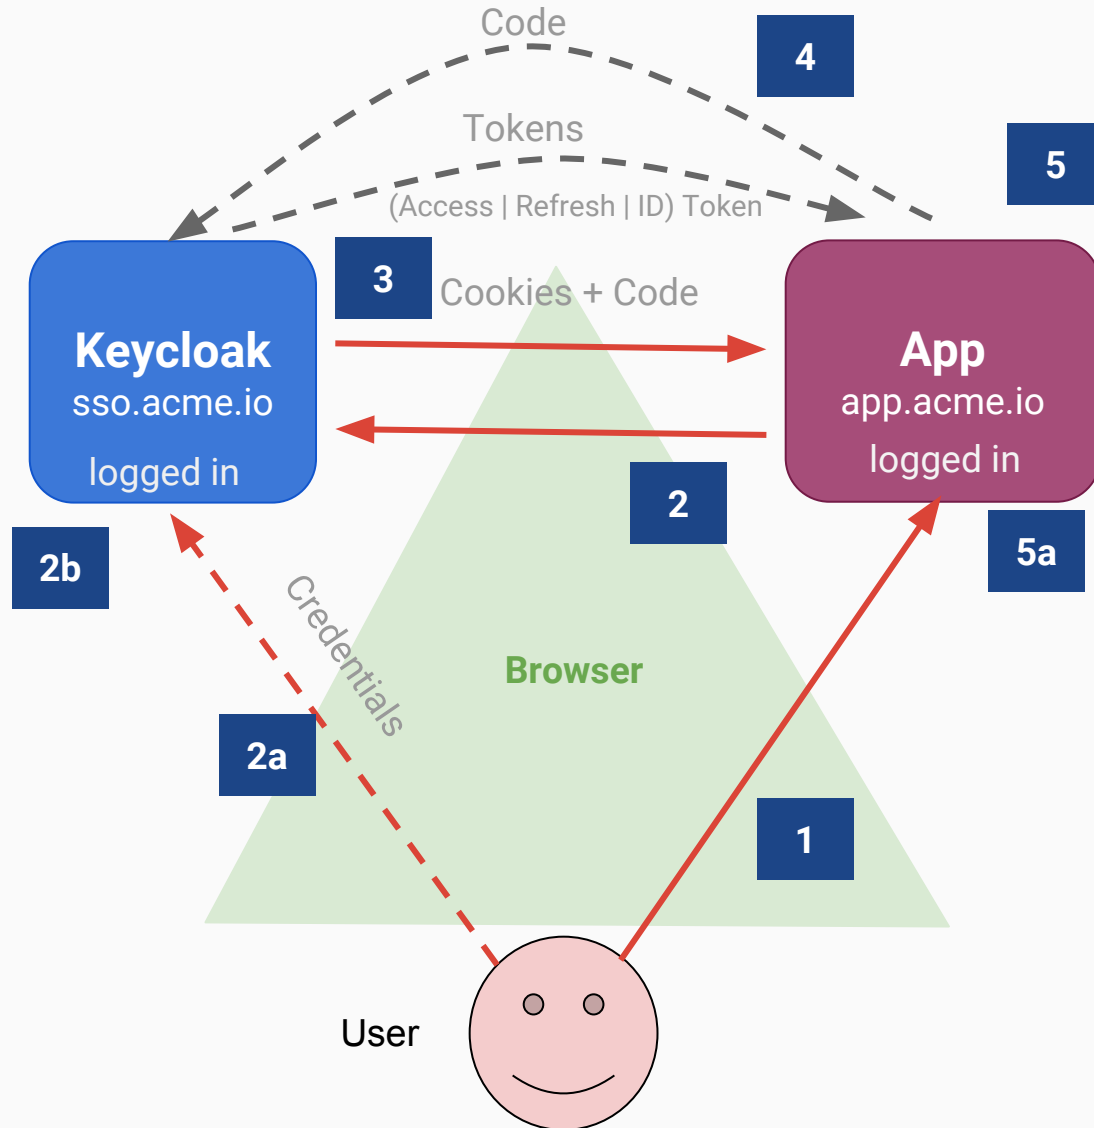 Code
4
Tokens
5
(Access | Refresh | ID) Token
3
Cookies + Code
Keycloak
sso.acme.io
logged in
App
app.acme.io
logged in
2
2b
5a
Credentials
Browser
2a
1
User